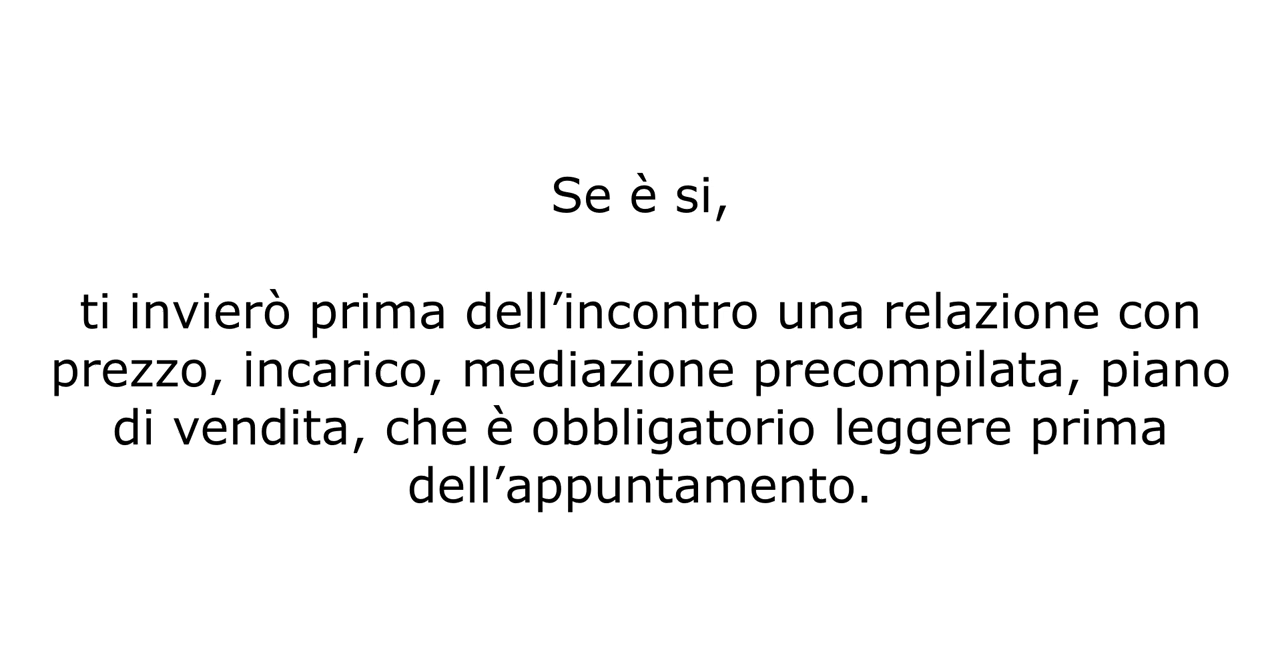 Se è si,
ti invierò prima dell’incontro una relazione con
prezzo, incarico, mediazione precompilata, piano
di vendita, che è obbligatorio leggere prima
dell’appuntamento.